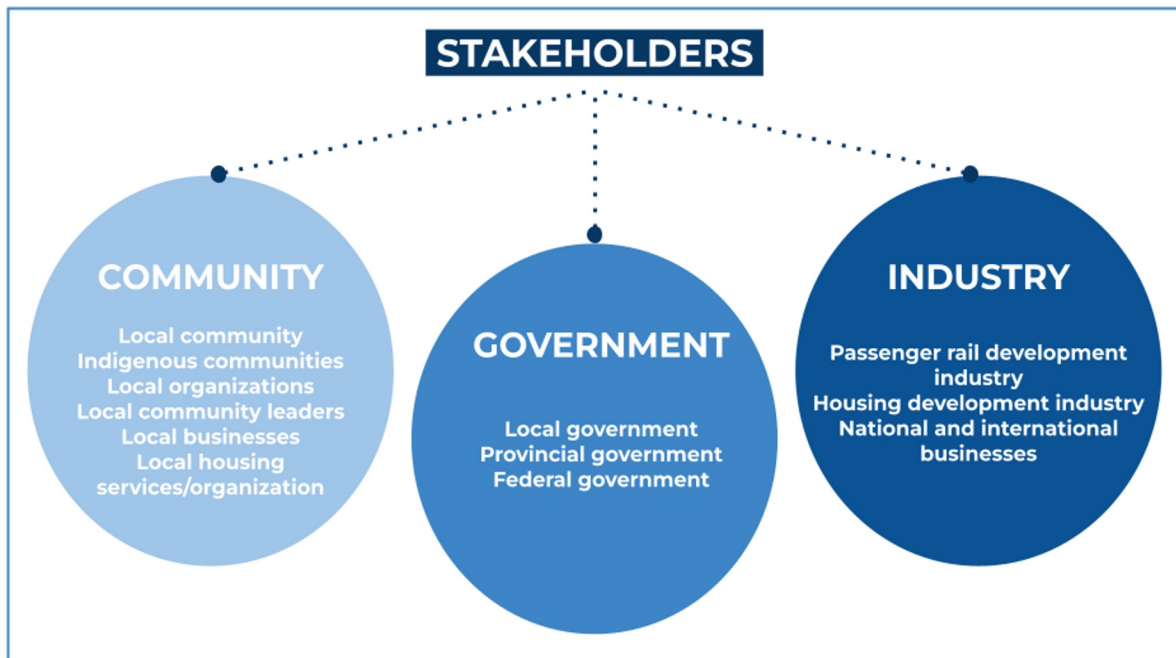 STAKEHOLDERS
COMMUNITY
Local community
Indigenous communities
Local organizations
Local community leaders
Local businesses
Local housing
services/organization
GOVERNMENT
Local government
Provincial government
Federal government
INDUSTRY
Passenger rail development
industry
Housing development industry
National and international
businesses